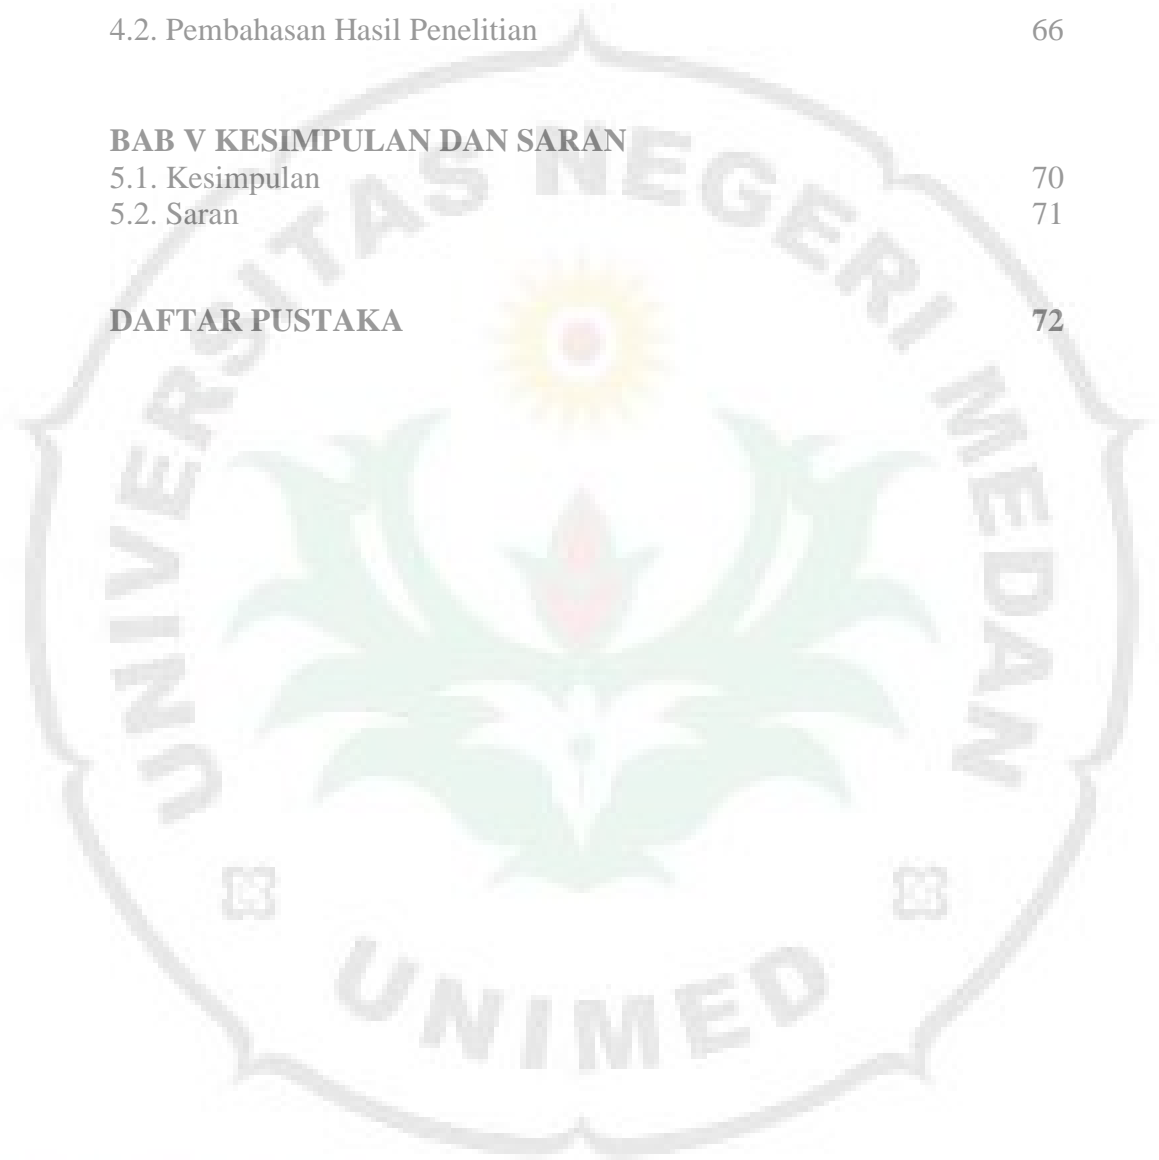 4.2. Pembahasan Hasil Penelitian 66
BAB V KESIMPULAN DAN SARAN
5.1. Kesimpulan 70
5.2. Saran 71
DAFTAR PUSTAKA 72
UNIVERSITAS NEGERI MEDAN
UNIMED